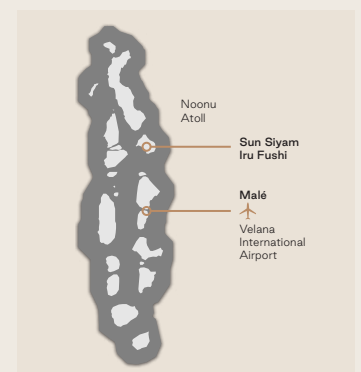 Noonu
Atoll
Sun Siyam
Iru Fushi
Malé
Velana
International
Airport